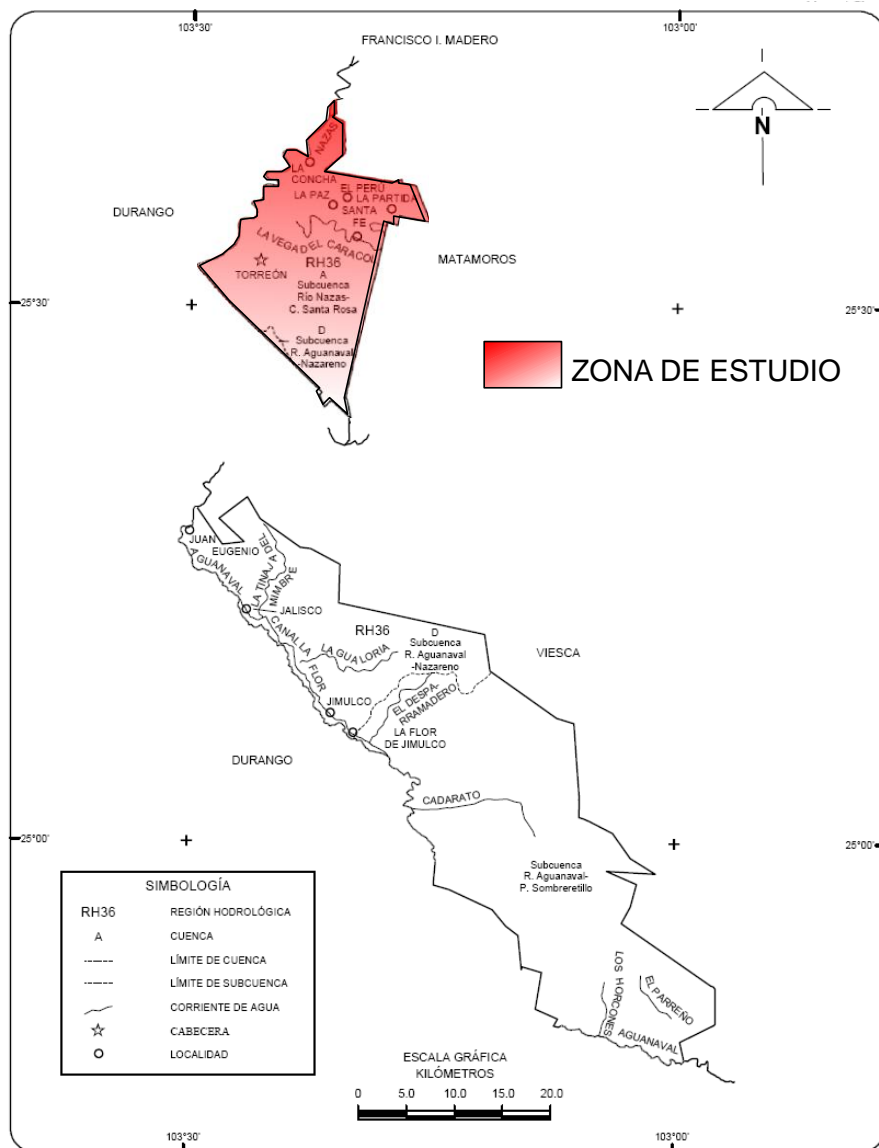 103°30'
103°00'
FRANCISCO I. MADERO
N
NAZAS
LA
CONCHA
EL PERÚ
LA PAZ
LA PARTIDA
SANTA
FE
DURANGO
LA VEGA DEL CARACOL
MATAMOROS
RH36
A
TORREÓN
Subcuenca
Río Nazas-
C. Santa Rosa
25°30'
25°30'
D
Subcuenca
R. Aguanaval
-Nazareno
ZONA DE ESTUDIO
JUAN
EUGENIO
AGUANAVAL
LA TINAJA DEL
MIMBRE
JALISCO
CANAL LA FLOR
RH36
LA GUALORIA
D
Subcuenca
R. Aguanaval
-Nazareno
VIESCA
JIMULCO
EL DESPA-
RRAMADERO
LA FLOR
DE JIMULCO
DURANGO
CADARATO
25°00'
25°00'
Subcuenca
R. Aguanaval-
P. Sombreretillo
LOS HORCONES
EL PARREÑO
AGUANAVAL
SIMBOLOGÍA
RH36 REGIÓN HODROLÓGICA
A CUENCA
LÍMITE DE CUENCA
LÍMITE DE SUBCUENCA
CORRIENTE DE AGUA
CABECERA
LOCALIDAD
ESCALA GRÁFICA
KILÓMETROS
0 5.0 10.0 15.0 20.0
103°30'
103°00'